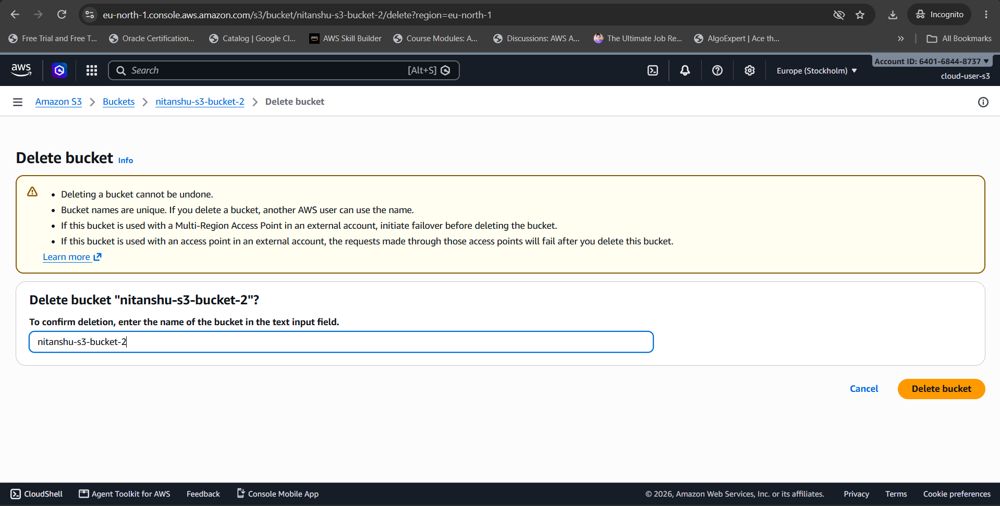 eu-north-1.console.aws.amazon.com/s3/bucket/nitanshu-s3-bucket-2/delete?region=eu-north-1
Incognito
Free Trial and Free T...
Oracle Certification...
Catalog | Google Cl...
aws
AWS Skill Builder
Course Modules: A...
Discussions: AWS A...
The Ultimate Job Re...
AlgoExpert | Ace th...
All Bookmarks
aws
Search
[Alt+S]
Europe (Stockholm)
Account ID: 6401-6844-8737
cloud-user-s3
Amazon S3
Buckets
nitanshu-s3-bucket-2
Delete bucket
Delete bucket
Info
• Deleting a bucket cannot be undone.
• Bucket names are unique. If you delete a bucket, another AWS user can use the name.
• If this bucket is used with a Multi-Region Access Point in an external account, initiate failover before deleting the bucket.
• If this bucket is used with an access point in an external account, the requests made through those access points will fail after you delete this bucket.
Learn more
Delete bucket "nitanshu-s3-bucket-2"?
To confirm deletion, enter the name of the bucket in the text input field.
nitanshu-s3-bucket-2
Cancel
Delete bucket
CloudShell
Agent Toolkit for AWS
Feedback
Console Mobile App
© 2026, Amazon Web Services, Inc. or its affiliates.
Privacy
Terms
Cookie preferences